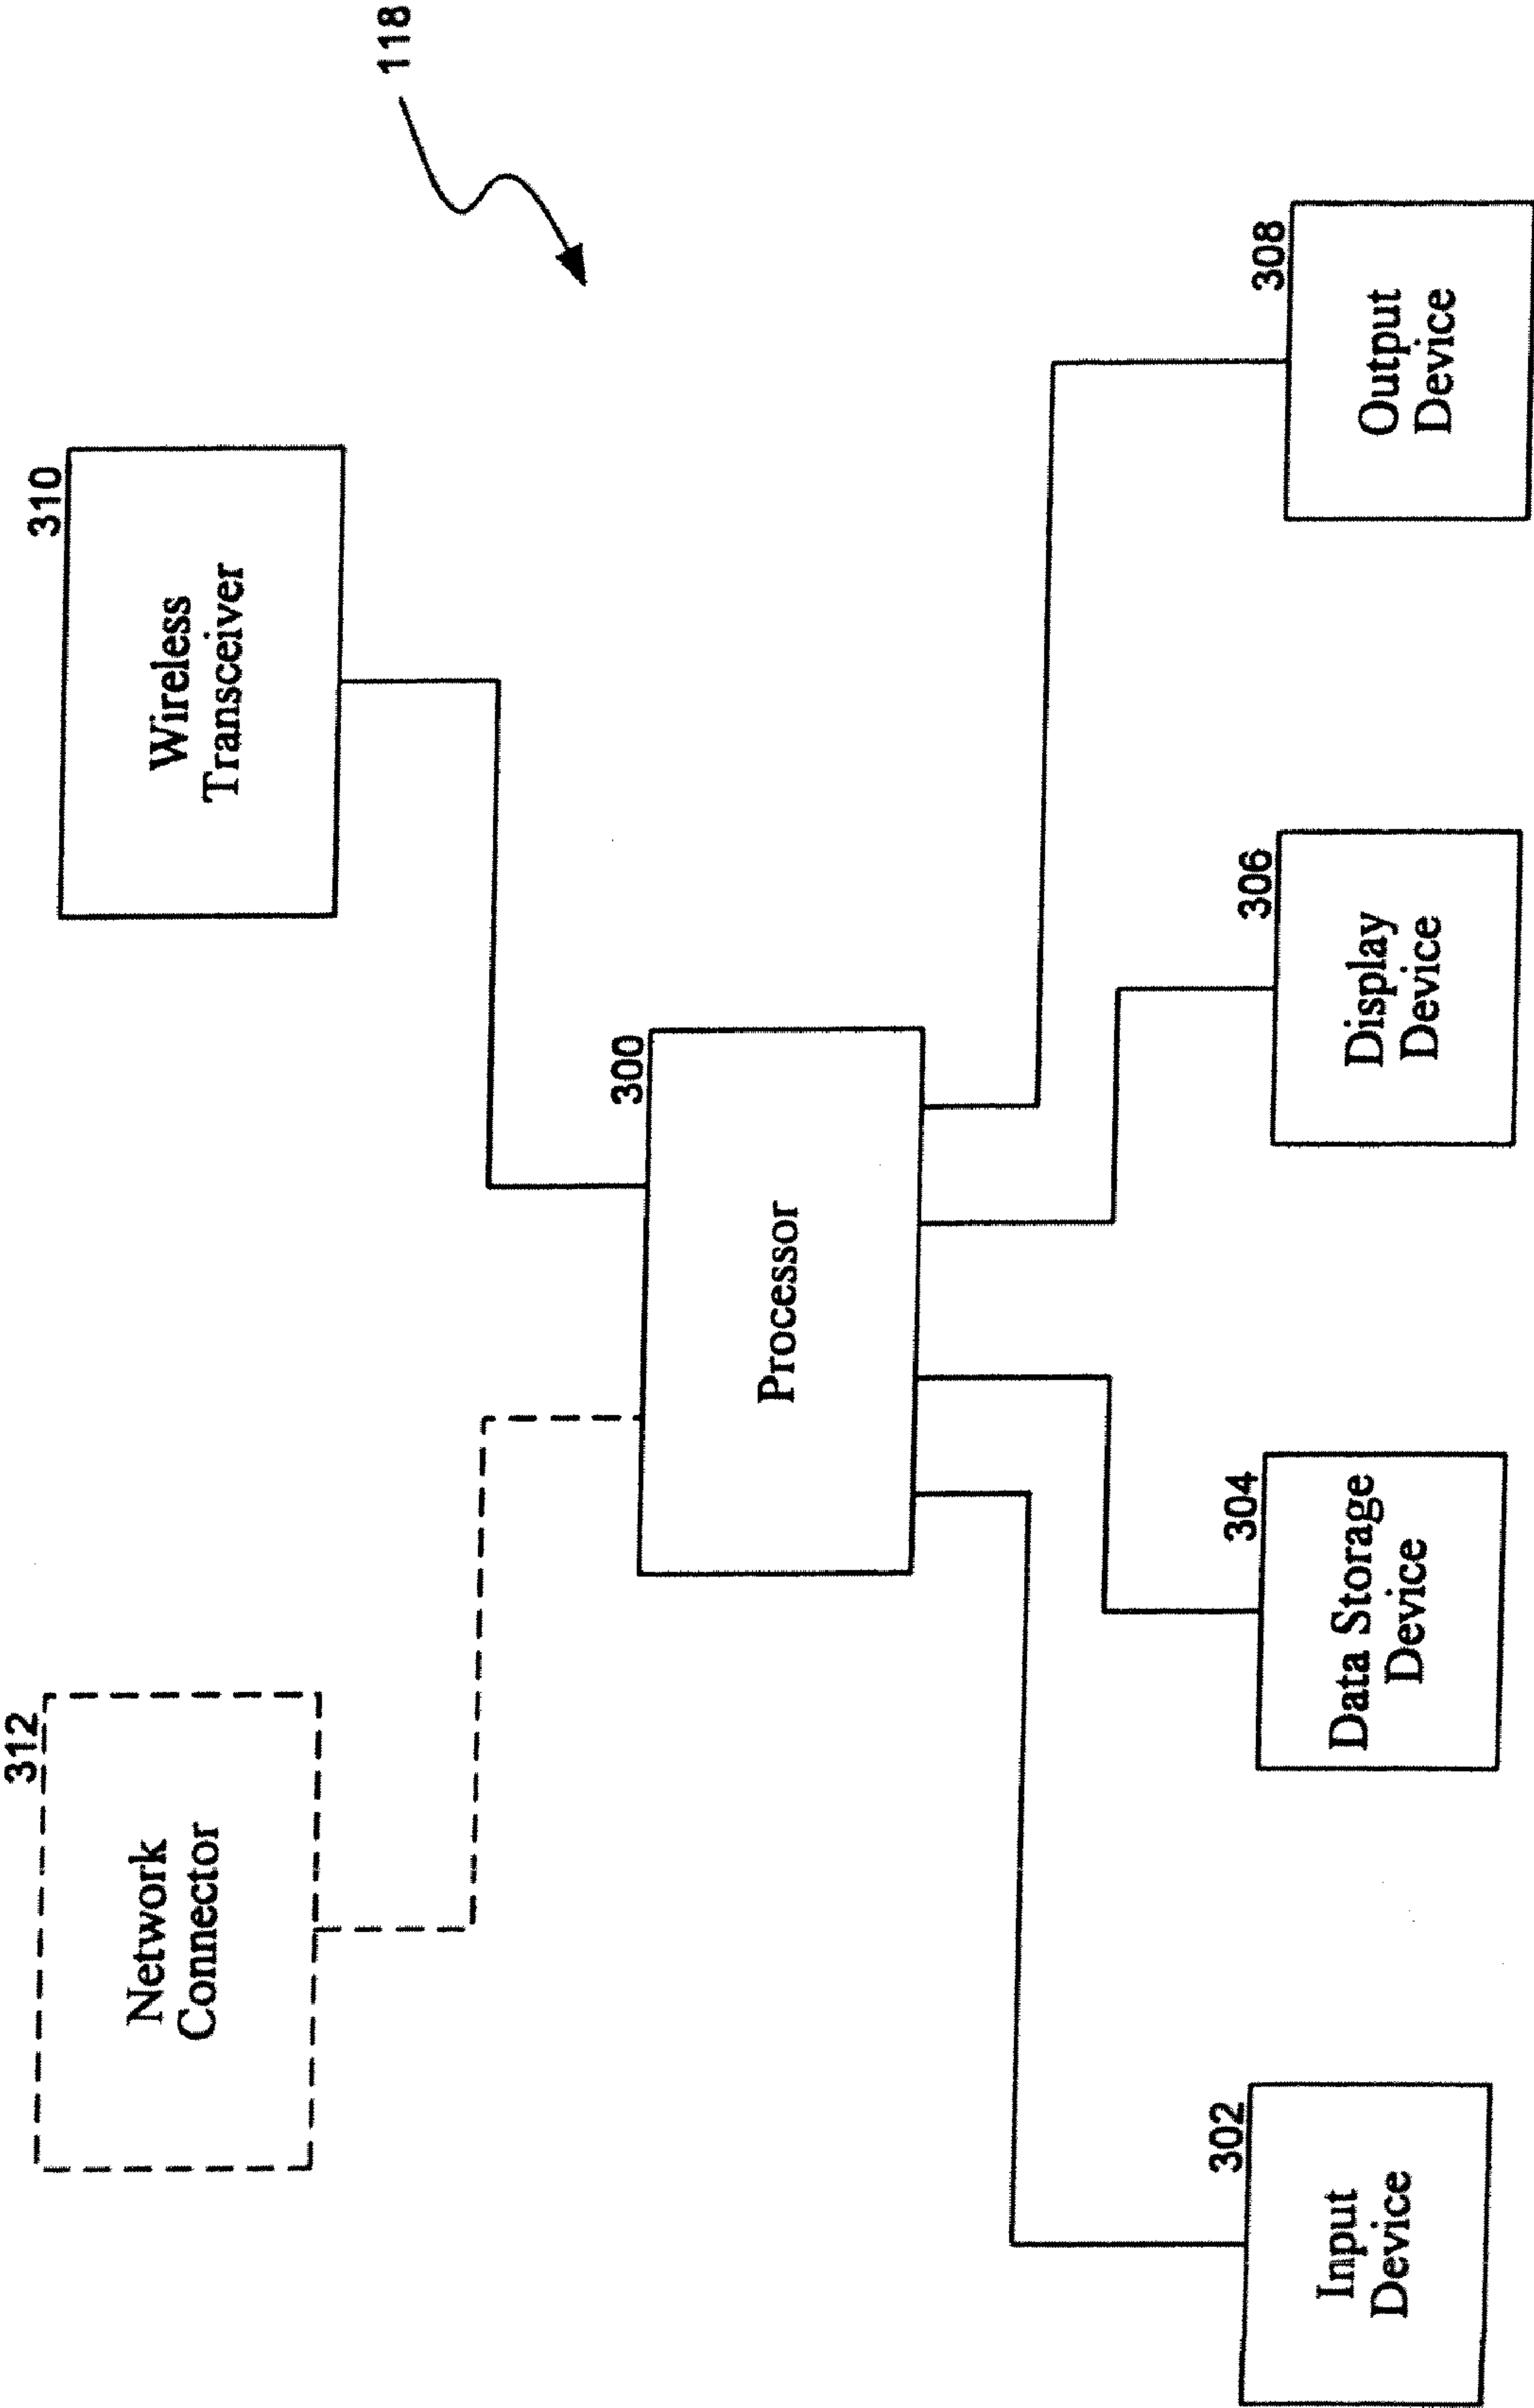 118
312
Network
Connector
310
Wireless
Transceiver
300
Processor
302
Input
Device
304
Data Storage
Device
306
Display
Device
308
Output
Device